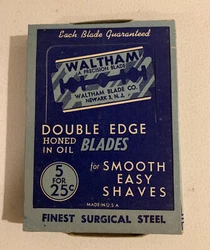 Each Blade Guaranteed
WALTHAM
A PRECISION BLADE
WALTHAM BLADE CO.
NEWARK 5, N. J.
DOUBLE EDGE
HONED IN OIL BLADES
5 FOR 25¢
for SMOOTH
EASY
SHAVES
MADE IN U.S.A.
FINEST SURGICAL STEEL